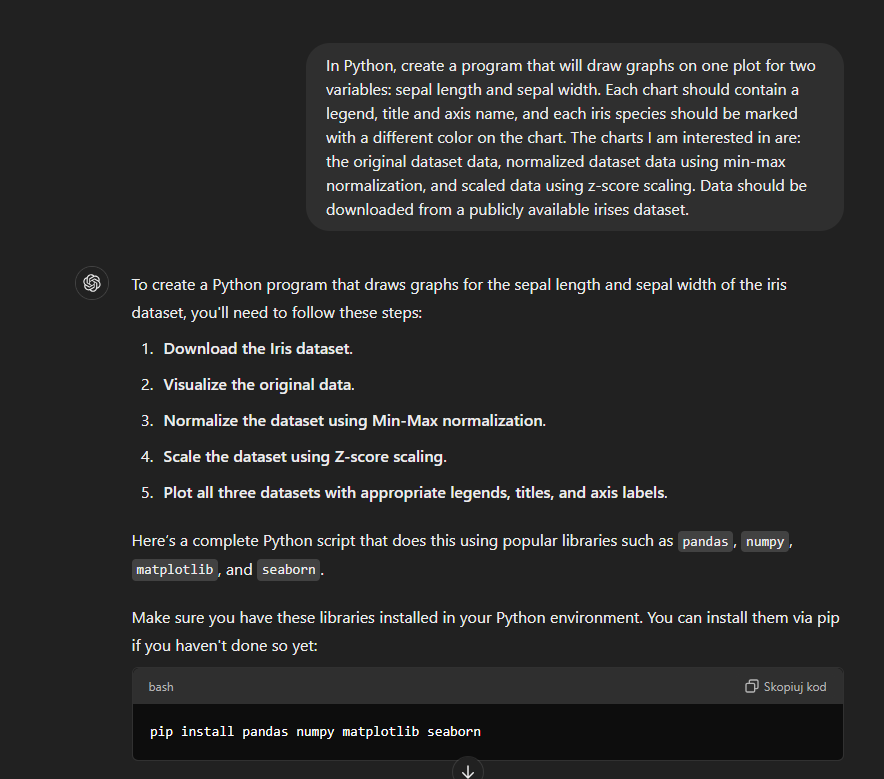 In Python, create a program that will draw graphs on one plot for two
variables: sepal length and sepal width. Each chart should contain a
legend, title and axis name, and each iris species should be marked
with a different color on the chart. The charts I am interested in are:
the original dataset data, normalized dataset data using min-max
normalization, and scaled data using z-score scaling. Data should be
downloaded from a publicly available irises dataset.
To create a Python program that draws graphs for the sepal length and sepal width of the iris
dataset, you'll need to follow these steps:
1. Download the Iris dataset.
2. Visualize the original data.
3. Normalize the dataset using Min-Max normalization.
4. Scale the dataset using Z-score scaling.
5. Plot all three datasets with appropriate legends, titles, and axis labels.
Here's a complete Python script that does this using popular libraries such as pandas, numpy,
matplotlib, and seaborn.
Make sure you have these libraries installed in your Python environment. You can install them via pip
if you haven't done so yet:
bash Skopiuj kod
pip install pandas numpy matplotlib seaborn